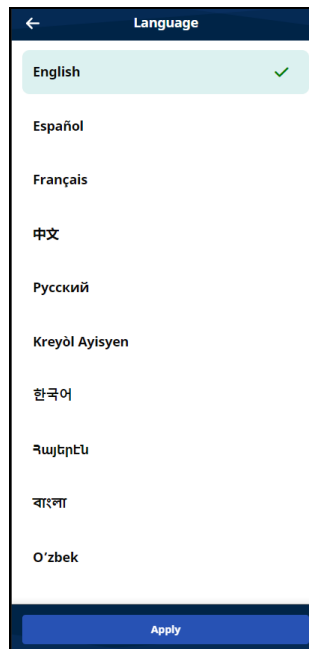 Language
English
Español
Français
中文
Русский
Kreyòl Ayisyen
한국어
Հայերէն
বাংলা
O‘zbek
Apply